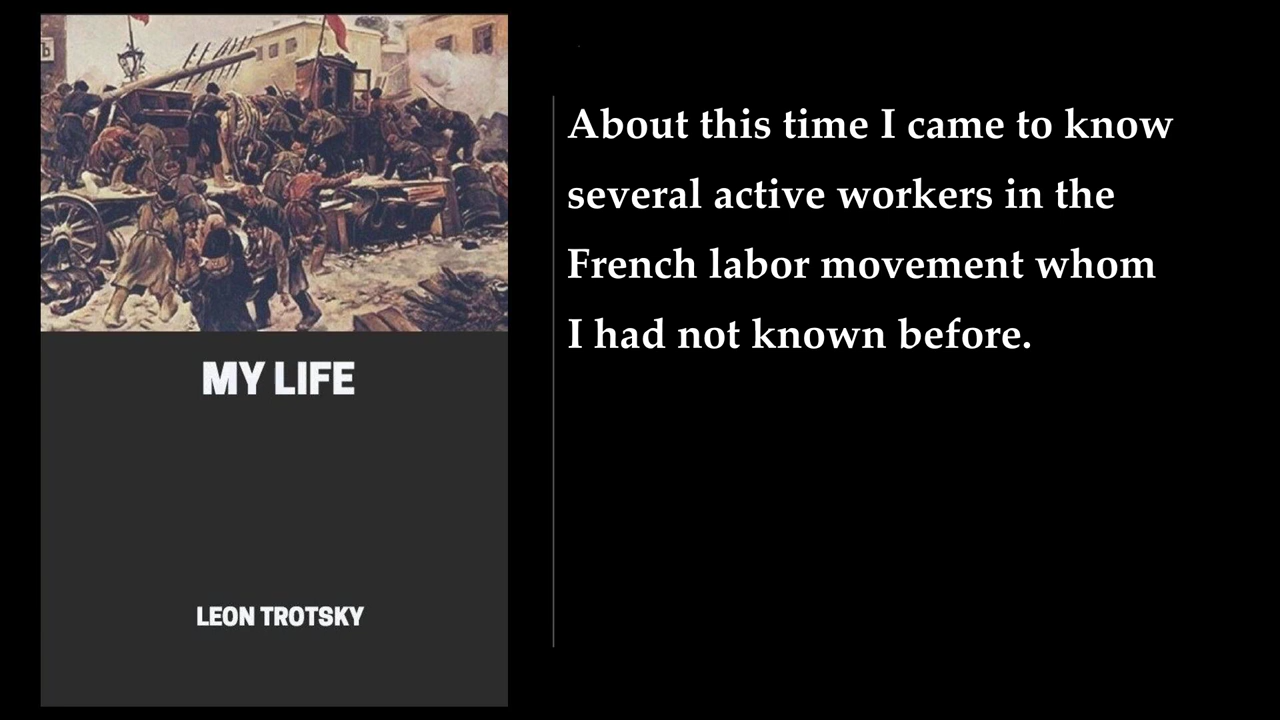 MY LIFE
LEON TROTSKY
About this time I came to know
several active workers in the
French labor movement whom
I had not known before.